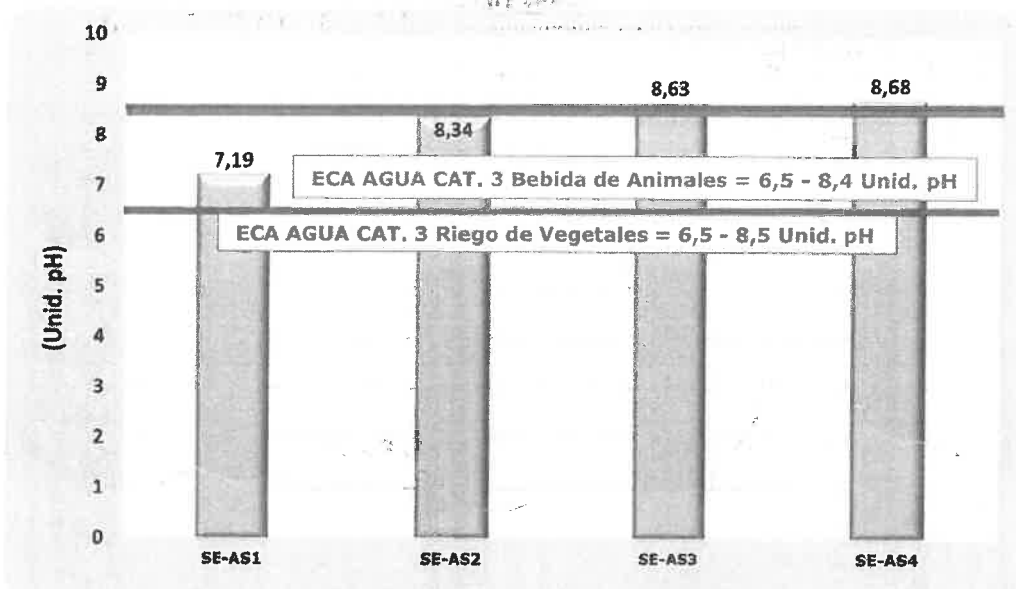 10
9
8
7
6
5
4
3
2
1
0
(Unid. pH)
7,19
8,34
8,63
8,68
ECA AGUA CAT. 3 Bebida de Animales = 6,5 - 8,4 Unid. pH
ECA AGUA CAT. 3 Riego de Vegetales = 6,5 - 8,5 Unid. pH
SE-AS1
SE-AS2
SE-AS3
SE-AS4